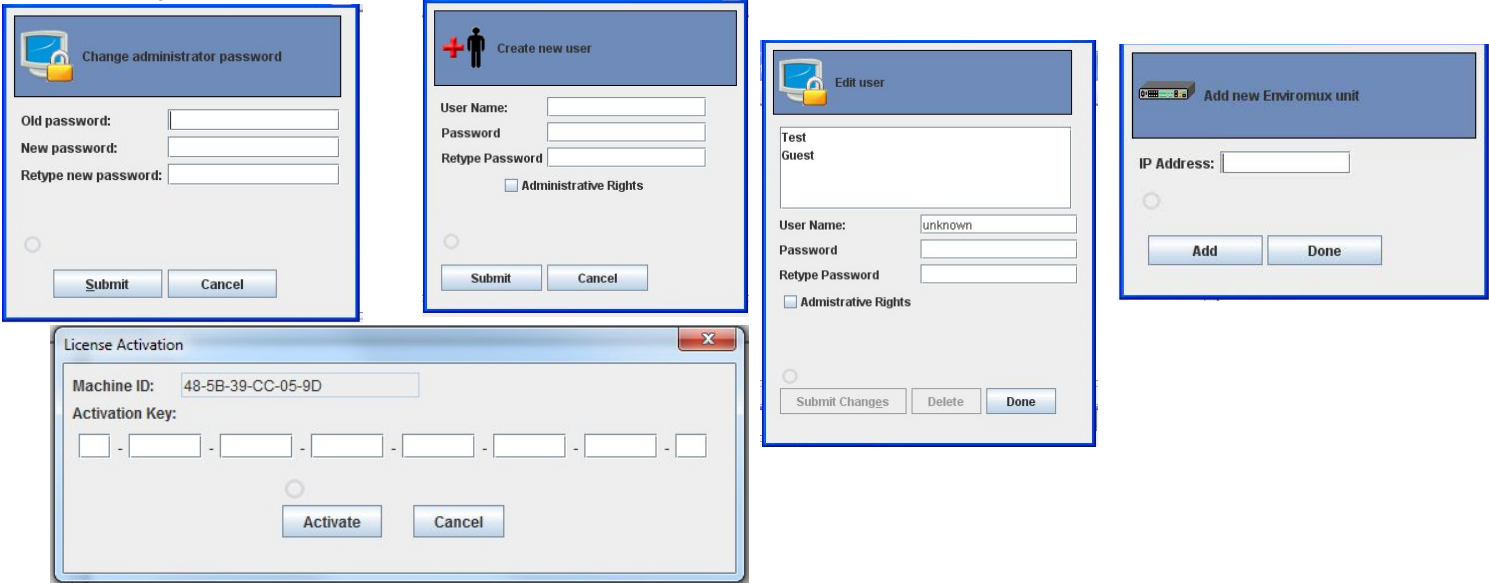 Change administrator password
Old password:
New password:
Retype new password:
Submit Cancel
Create new user
User Name:
Password
Retype Password
Administrative Rights
Submit Cancel
Edit user
Test
Guest
User Name: unknown
Password
Retype Password
Admistrative Rights
Submit Changes Delete Done
Add new Enviromux unit
IP Address:
Add Done
License Activation
Machine ID: 48-5B-39-CC-05-9D
Activation Key:
- - - - - - -
Activate Cancel